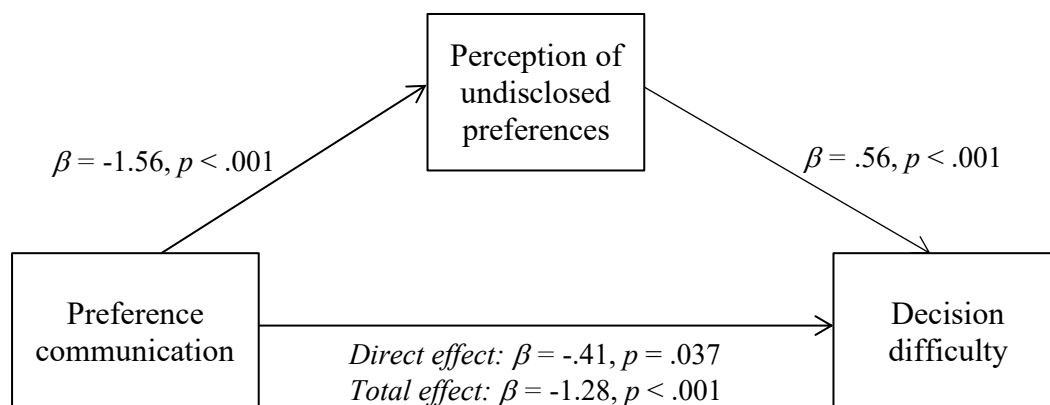 Perception of
undisclosed
preferences
β = -1.56, p < .001
β = .56, p < .001
Preference
communication
Direct effect: β = -.41, p = .037
Total effect: β = -1.28, p < .001
Decision
difficulty